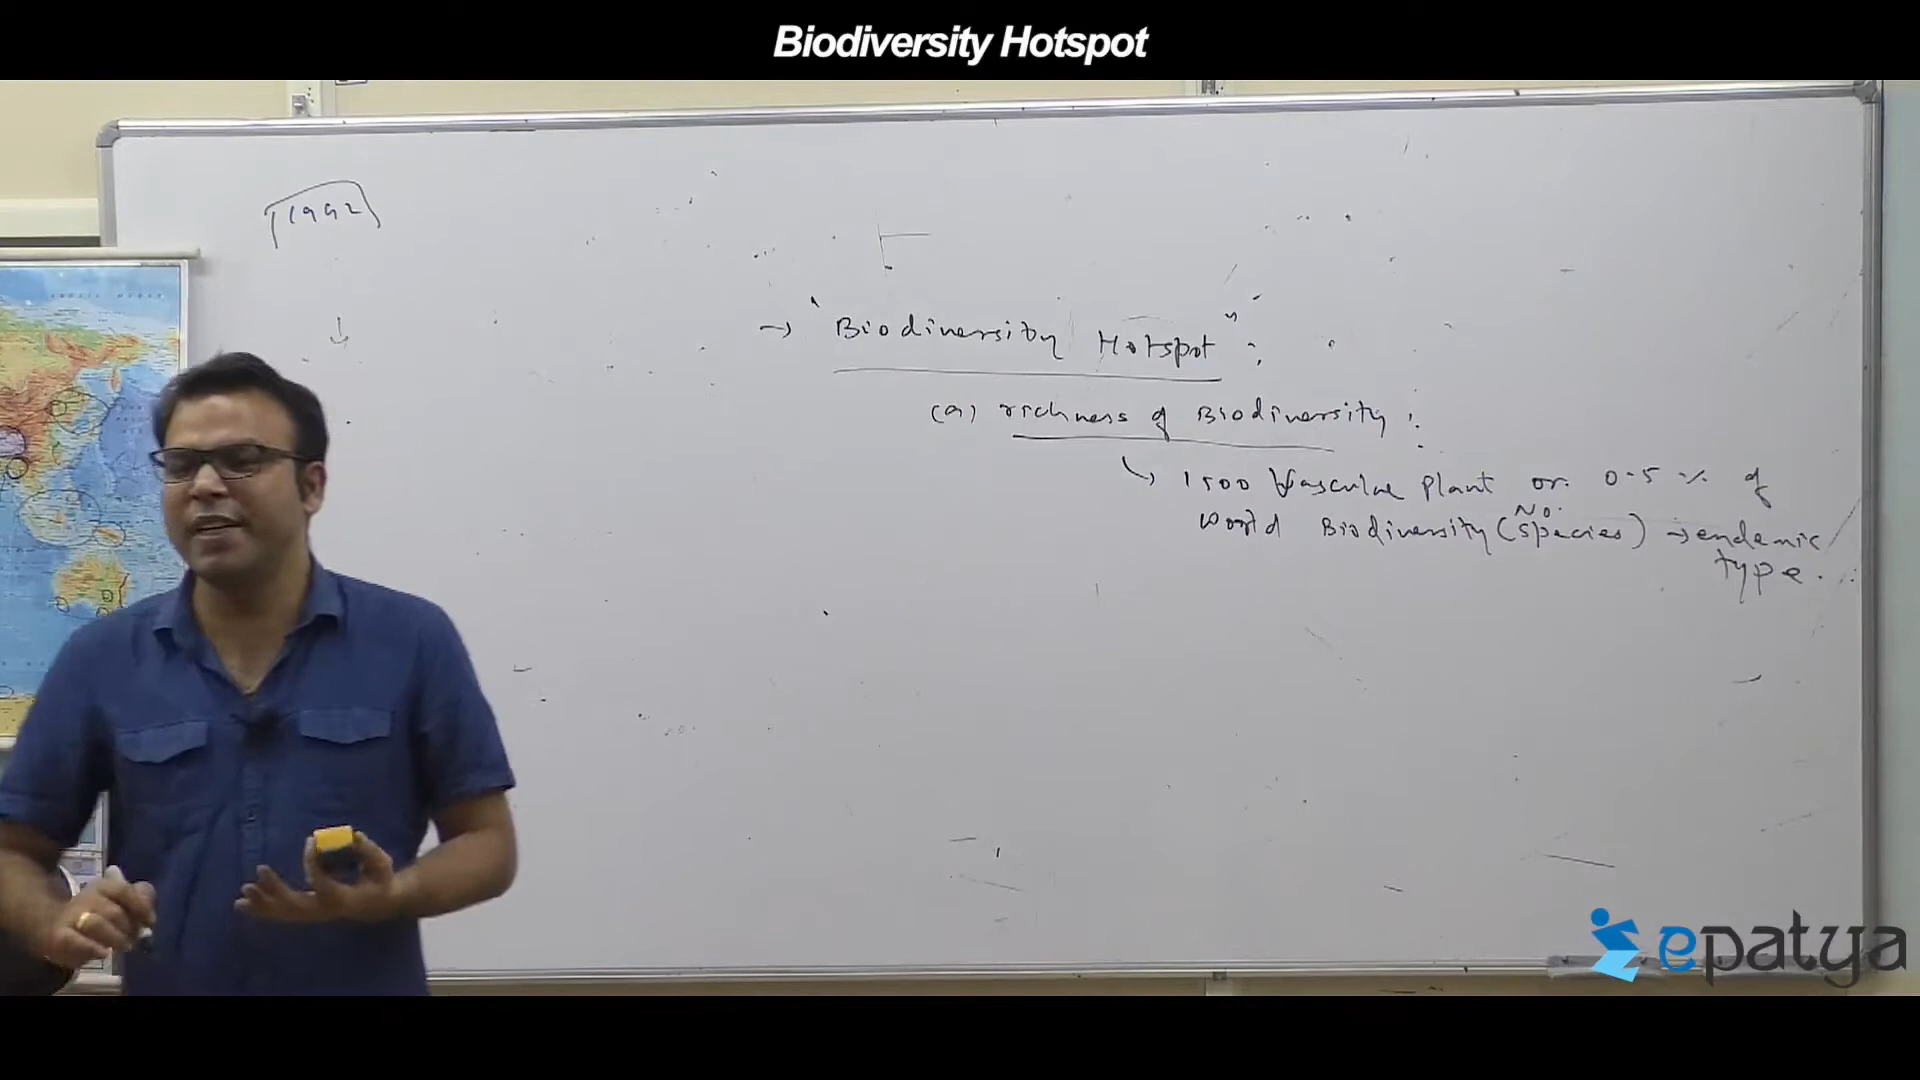 Biodiversity Hotspot
1992
→ "Biodiversity Hotspot" :
(a) richness of Biodiversity :
↳ 1500 Vascular Plant or 0.5 % of
No.
World Biodiversity (Species) → endemic
type.
epatya